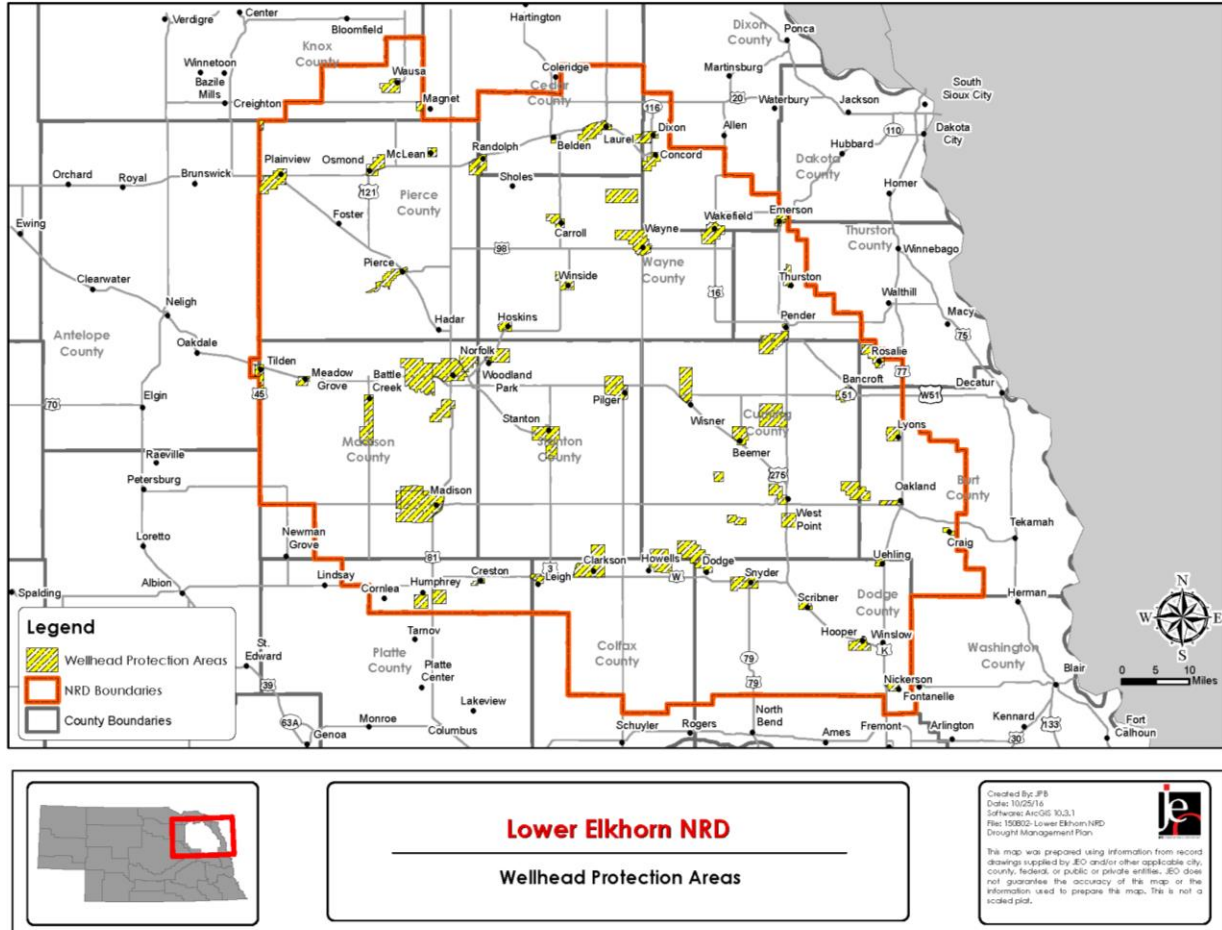 Verdigre
Center
Bloomfield
Hartington
Dixon
County
Ponca
Knox
County
Winnetoon
Bazile
Mills
Wausa
Coleridge
Cedar
County
Martinsburg
South
Sioux City
Creighton
Magnet
20
Waterbury
Jackson
116
Dakota
City
Dixon
Allen
110
Laurel
Hubbard
Belden
Randolph
McLean
Concord
Dakota
County
Plainview
Osmond
Orchard
Royal
Brunswick
Sholes
Homer
121
Pierce
County
Emerson
Ewing
Foster
Carroll
Wayne
Wakefield
Thurston
County
Winnebago
98
Wayne
County
Pierce
Winside
Thurston
Clearwater
16
Walthill
Neligh
Hadar
Hoskins
Pender
Macy
75
Antelope
County
Oakdale
Tilden
Meadow
Grove
Battle
Creek
Norfolk
Woodland
Park
Rosalie
77
Bancroft
Decatur
45
70
Elgin
Pilger
51
W51
Wisner
Stanton
Cuming
County
Lyons
Madison
County
Stanton
County
Beemer
Raeville
Petersburg
275
Madison
Oakland
Burt
County
West
Point
Newman
Grove
Tekamah
Loretto
Craig
81
Clarkson
Howells
Dodge
Uehling
3
W
Creston
Leigh
Snyder
Albion
Lindsay
Cornlea
Humphrey
Spalding
Scribner
Dodge
County
Herman
N
W
E
S
Legend
Wellhead Protection Areas
NRD Boundaries
County Boundaries
Tarnov
Colfax
County
Hooper
Winslow
K
Washington
County
St.
Edward
Platte
County
Platte
Center
79
Blair
0 5 10
Miles
39
79
Nickerson
Fontanelle
Lakeview
63A
Monroe
Columbus
Schuyler
Rogers
North
Bend
Ames
Fremont
Arlington
Kennard
30
133
Fort
Calhoun
Genoa
Lower Elkhorn NRD
Wellhead Protection Areas
Created By: JPB
Date: 10/25/16
Software: ArcGIS 10.3.1
File: 150802- Lower Elkhorn NRD
Drought Management Plan
je
This map was prepared using information from record
drawings supplied by JEO and/or other applicable city,
county, federal, or public or private entities. JEO does
not guarantee the accuracy of this map or the
information used to prepare this map. This is not a
scaled plat.